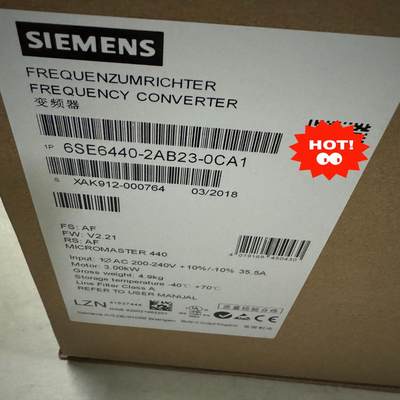 SIEMENS
FREQUENZUMRICHTER
FREQUENCY CONVERTER
变频器
HOT!
1P 6SE6440-2AB23-0CA1
S XAK912-000764 03/2018
FS: AF
FW: V2.21
RS: AF
MICROMASTER 440
Input: 1Ø AC 200-240V +10%/-10% 35.5A
Motor: 3.00kW
Gross weight: 4.9kg
Storage temperature -40°C +70°C
Line Filter Class A
REFER TO USER MANUAL
LZN